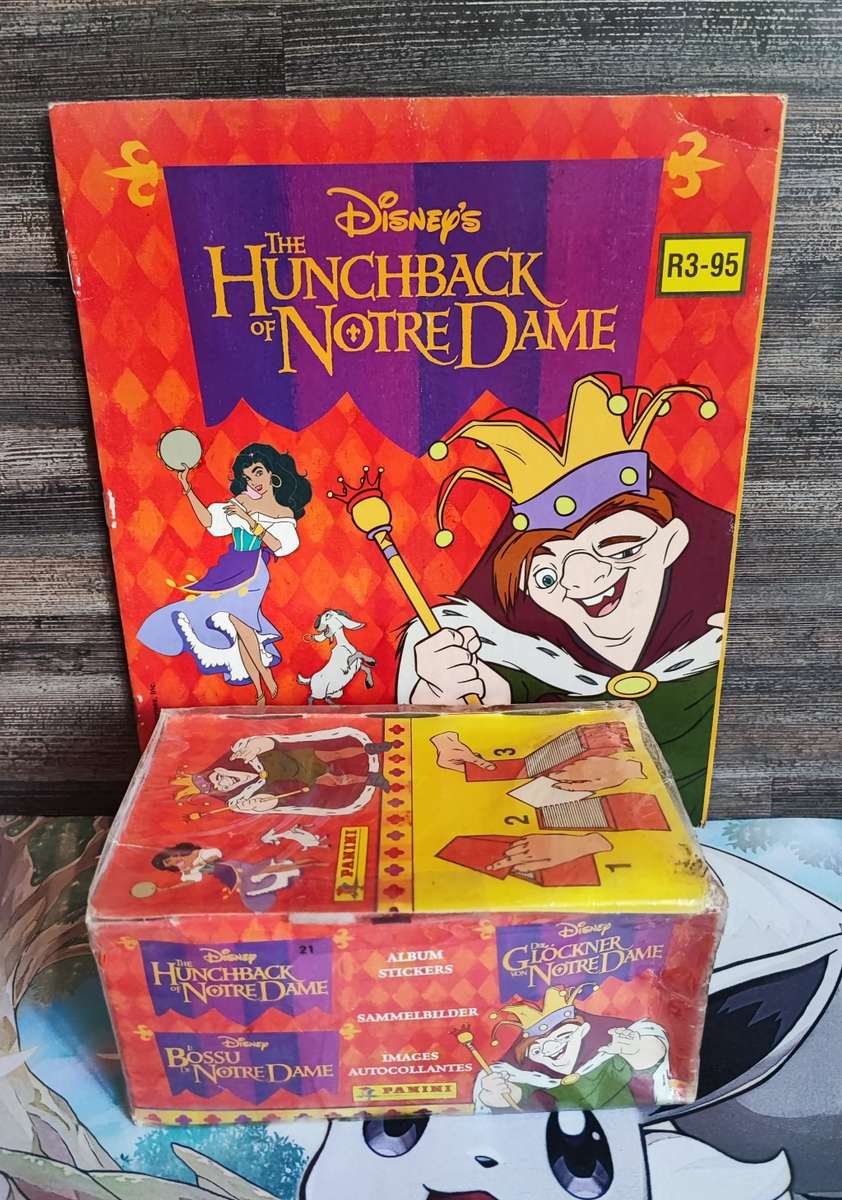 Disney's
THE
HUNCHBACK
OF NOTRE DAME
R3-95
INC.
3
2
1
PANINI
Disney
THE
HUNCHBACK
OF NOTRE DAME
21
ALBUM
STICKERS
Disney
DER
GLÖCKNER
VON NOTRE DAME
SAMMELBILDER
Disney
BOSSU
DE NOTRE DAME
IMAGES
AUTOCOLLANTES
PANINI